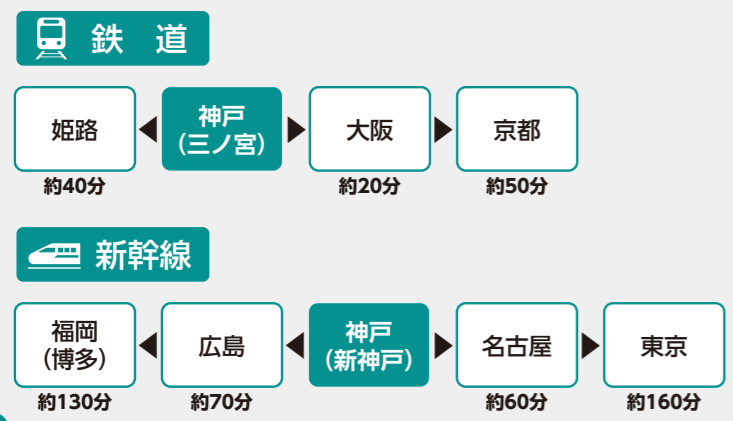 鉄 道
姫路
神戸
(三ノ宮)
大阪
京都
約40分
約20分
約50分
新幹線
福岡
(博多)
広島
神戸
(新神戸)
名古屋
東京
約130分
約70分
約60分
約160分